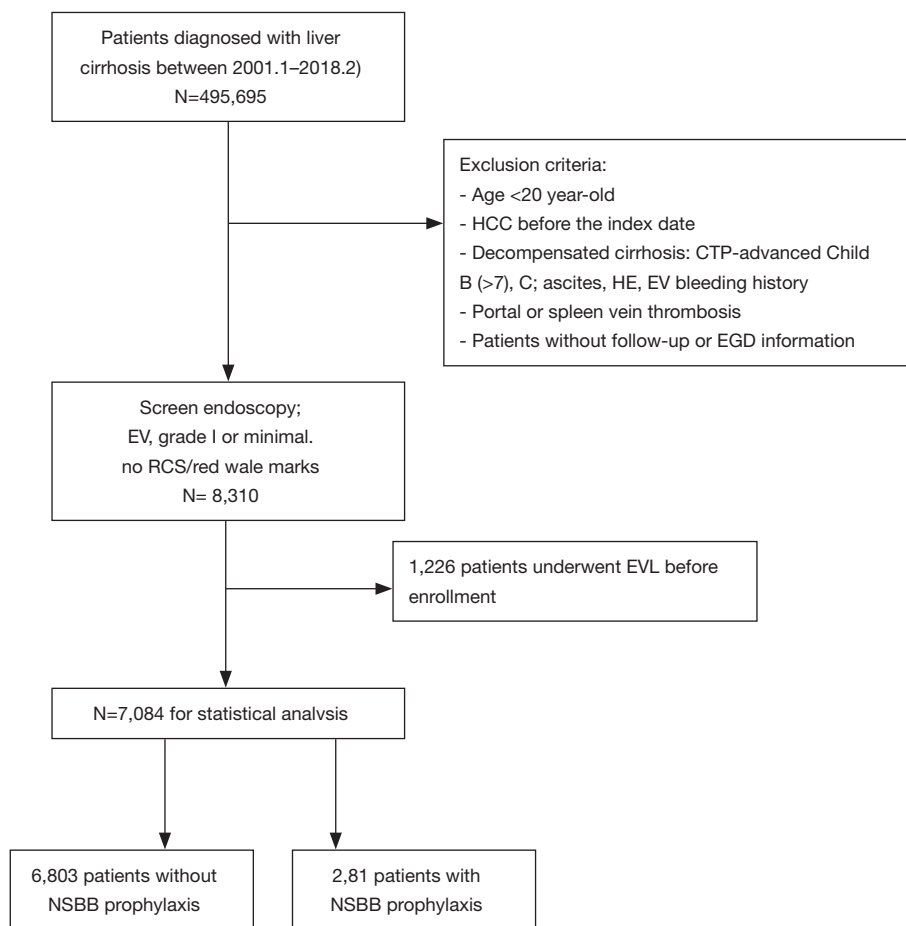 Patients diagnosed with liver
cirrhosis between 2001.1–2018.2)
N=495,695
Exclusion criteria:
- Age <20 year-old
- HCC before the index date
- Decompensated cirrhosis: CTP-advanced Child
B (>7), C; ascites, HE, EV bleeding history
- Portal or spleen vein thrombosis
- Patients without follow-up or EGD information
Screen endoscopy;
EV, grade I or minimal.
no RCS/red wale marks
N= 8,310
1,226 patients underwent EVL before
enrollment
N=7,084 for statistical analvsis
6,803 patients without
NSBB prophylaxis
2,81 patients with
NSBB prophylaxis